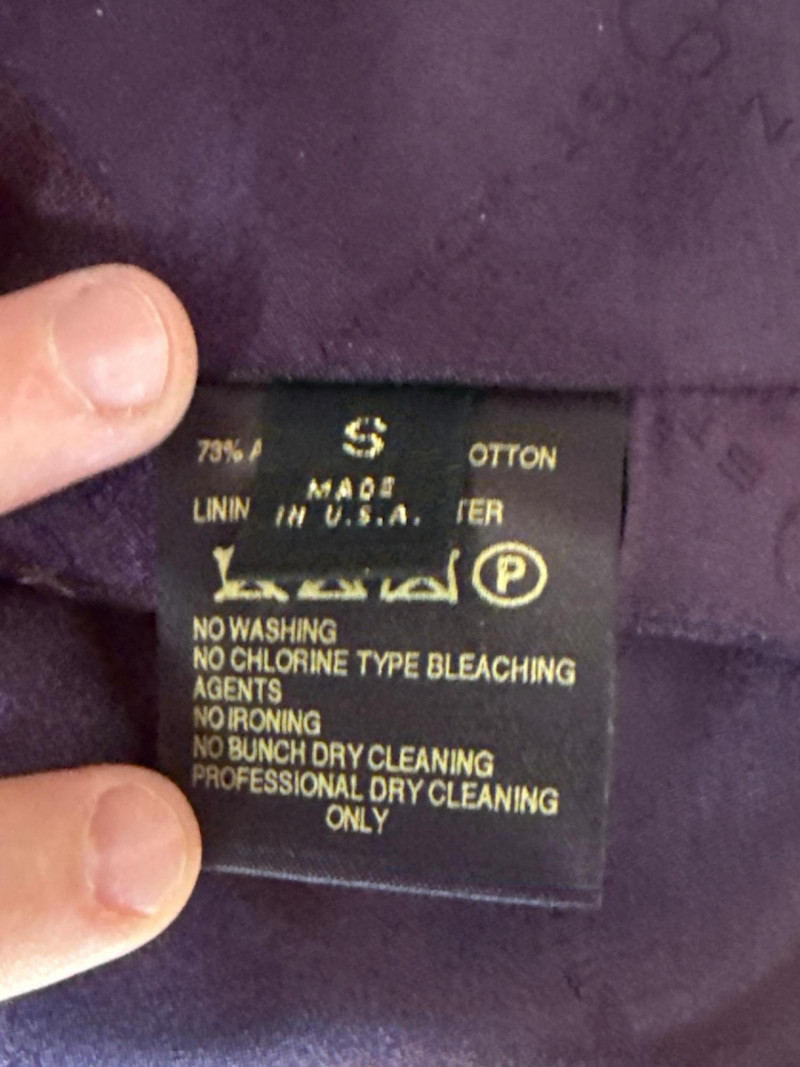 S
MADE
IN U.S.A.
73% A OTTON
LININ TER
P
NO WASHING
NO CHLORINE TYPE BLEACHING
AGENTS
NO IRONING
NO BUNCH DRY CLEANING
PROFESSIONAL DRY CLEANING
ONLY